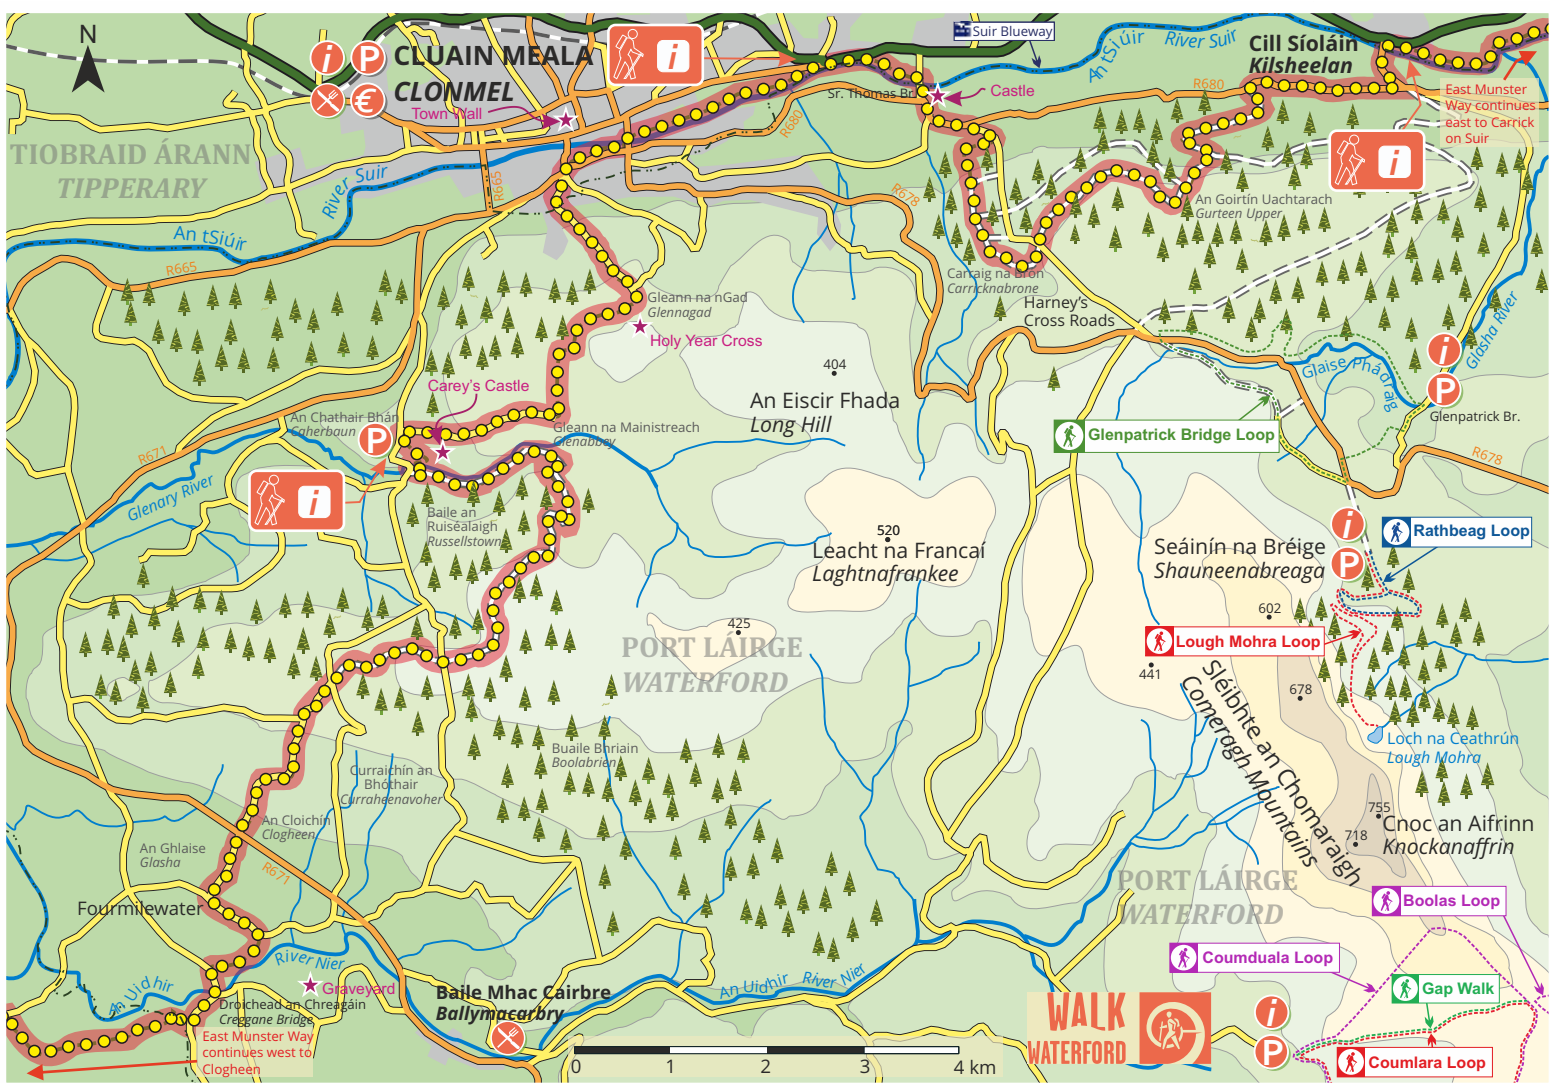 N
CLUAIN MEALA
CLONMEL
Town Wall
Suir Blueway
An tSiúir
River Suir
Cill Síoláin
Kilsheelan
East Munster
Way continues
east to Carrick
on Suir
R680
Sr. Thomas Br.
Castle
R680
TIOBRAID ÁRANN
TIPPERARY
River Suir
R665
An tSiúir
R665
R678
An Goirtín Uachtarach
Gurteen Upper
Carraig na Brón
Carricknabrone
Harney's
Cross Roads
Gleann na nGad
Glennagad
Holy Year Cross
404
An Eiscir Fhada
Long Hill
Glasha River
Glaise Phádraig
Glenpatrick Br.
Glenpatrick Bridge Loop
R678
Carey's Castle
An Chathair Bhán
Caherbaun
Gleann na Mainistreach
Glenabbey
R671
Glenary River
Baile an
Ruiséalaigh
Russellstown
520
Leacht na Francaí
Laghtnafrankee
Seáinín na Bréige
Shauneenabreaga
Rathbeag Loop
602
Lough Mohra Loop
441
678
425
PORT LÁIRGE
WATERFORD
Sléibhte an Chomaraigh
Comeragh Mountains
Loch na Ceathrún
Lough Mohra
Buaile Bhriain
Boolabrien
Curraichín an
Bhóthair
Curraheenavoher
755
718
Cnoc an Aifrinn
Knockanaffrin
An Cloichín
Clogheen
An Ghlaise
Glasha
R671
Fourmilewater
PORT LÁIRGE
WATERFORD
Boolas Loop
Coumduala Loop
Gap Walk
Coumlara Loop
River Nier
An Uidhir
Graveyard
Droichead an Chreagáin
Creggane Bridge
East Munster Way
continues west to
Clogheen
Baile Mhac Cairbre
Ballymacarbry
An Uidhir
River Nier
WALK
WATERFORD
0 1 2 3 4 km